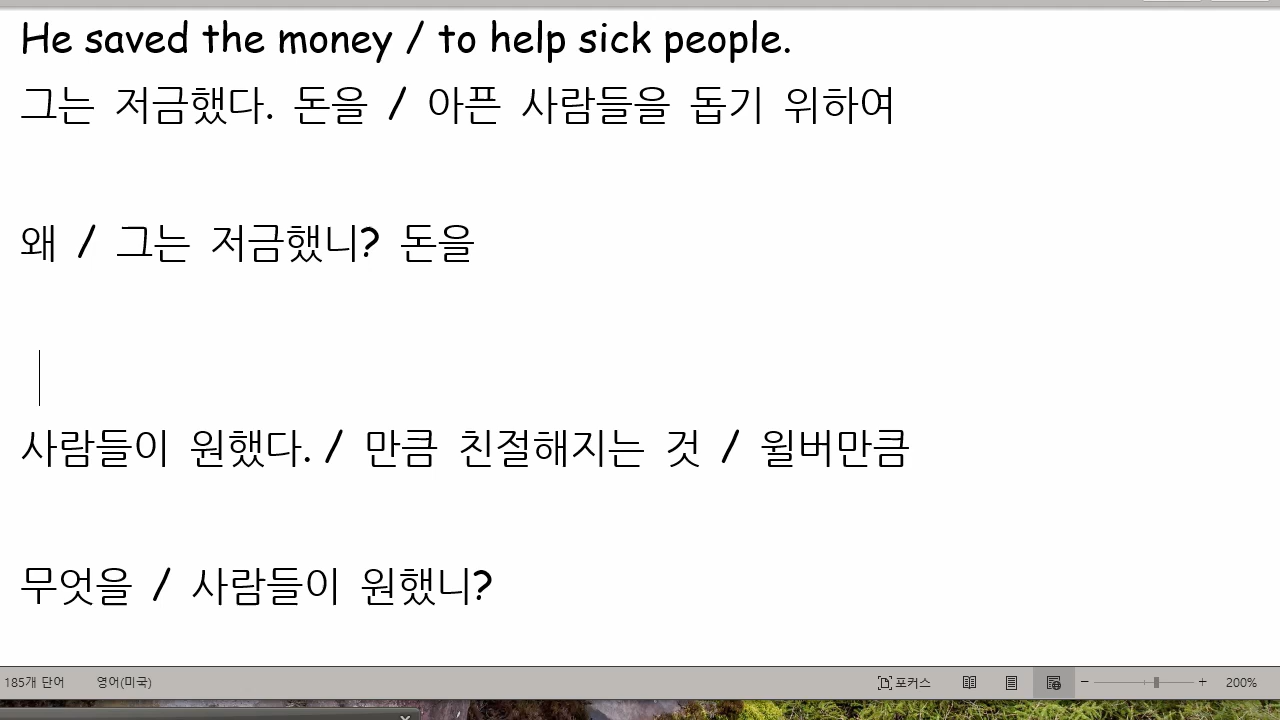 He saved the money / to help sick people.
그는 저금했다. 돈을 / 아픈 사람들을 돕기 위하여
왜 / 그는 저금했니? 돈을
사람들이 원했다. / 만큼 친절해지는 것 / 윌버만큼
무엇을 / 사람들이 원했니?
185개 단어 영어(미국) 포커스 200%